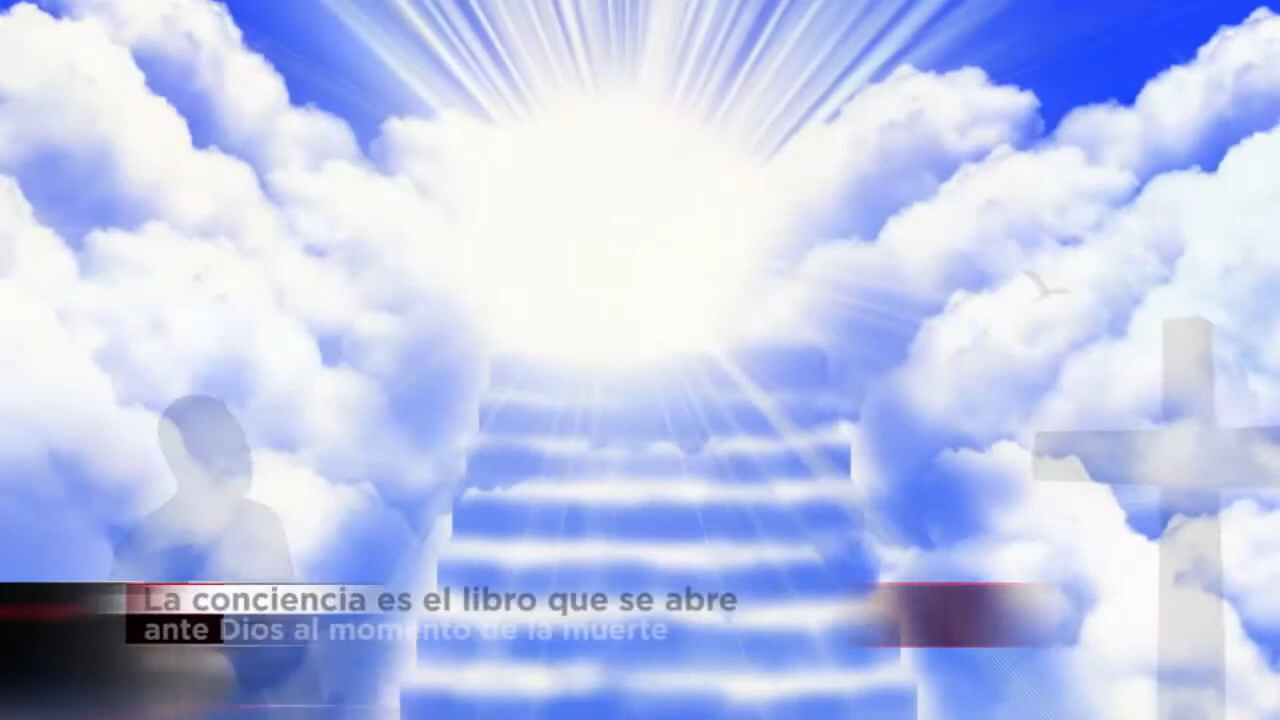 La conciencia es el libro que se abre
ante Dios al momento de la muerte